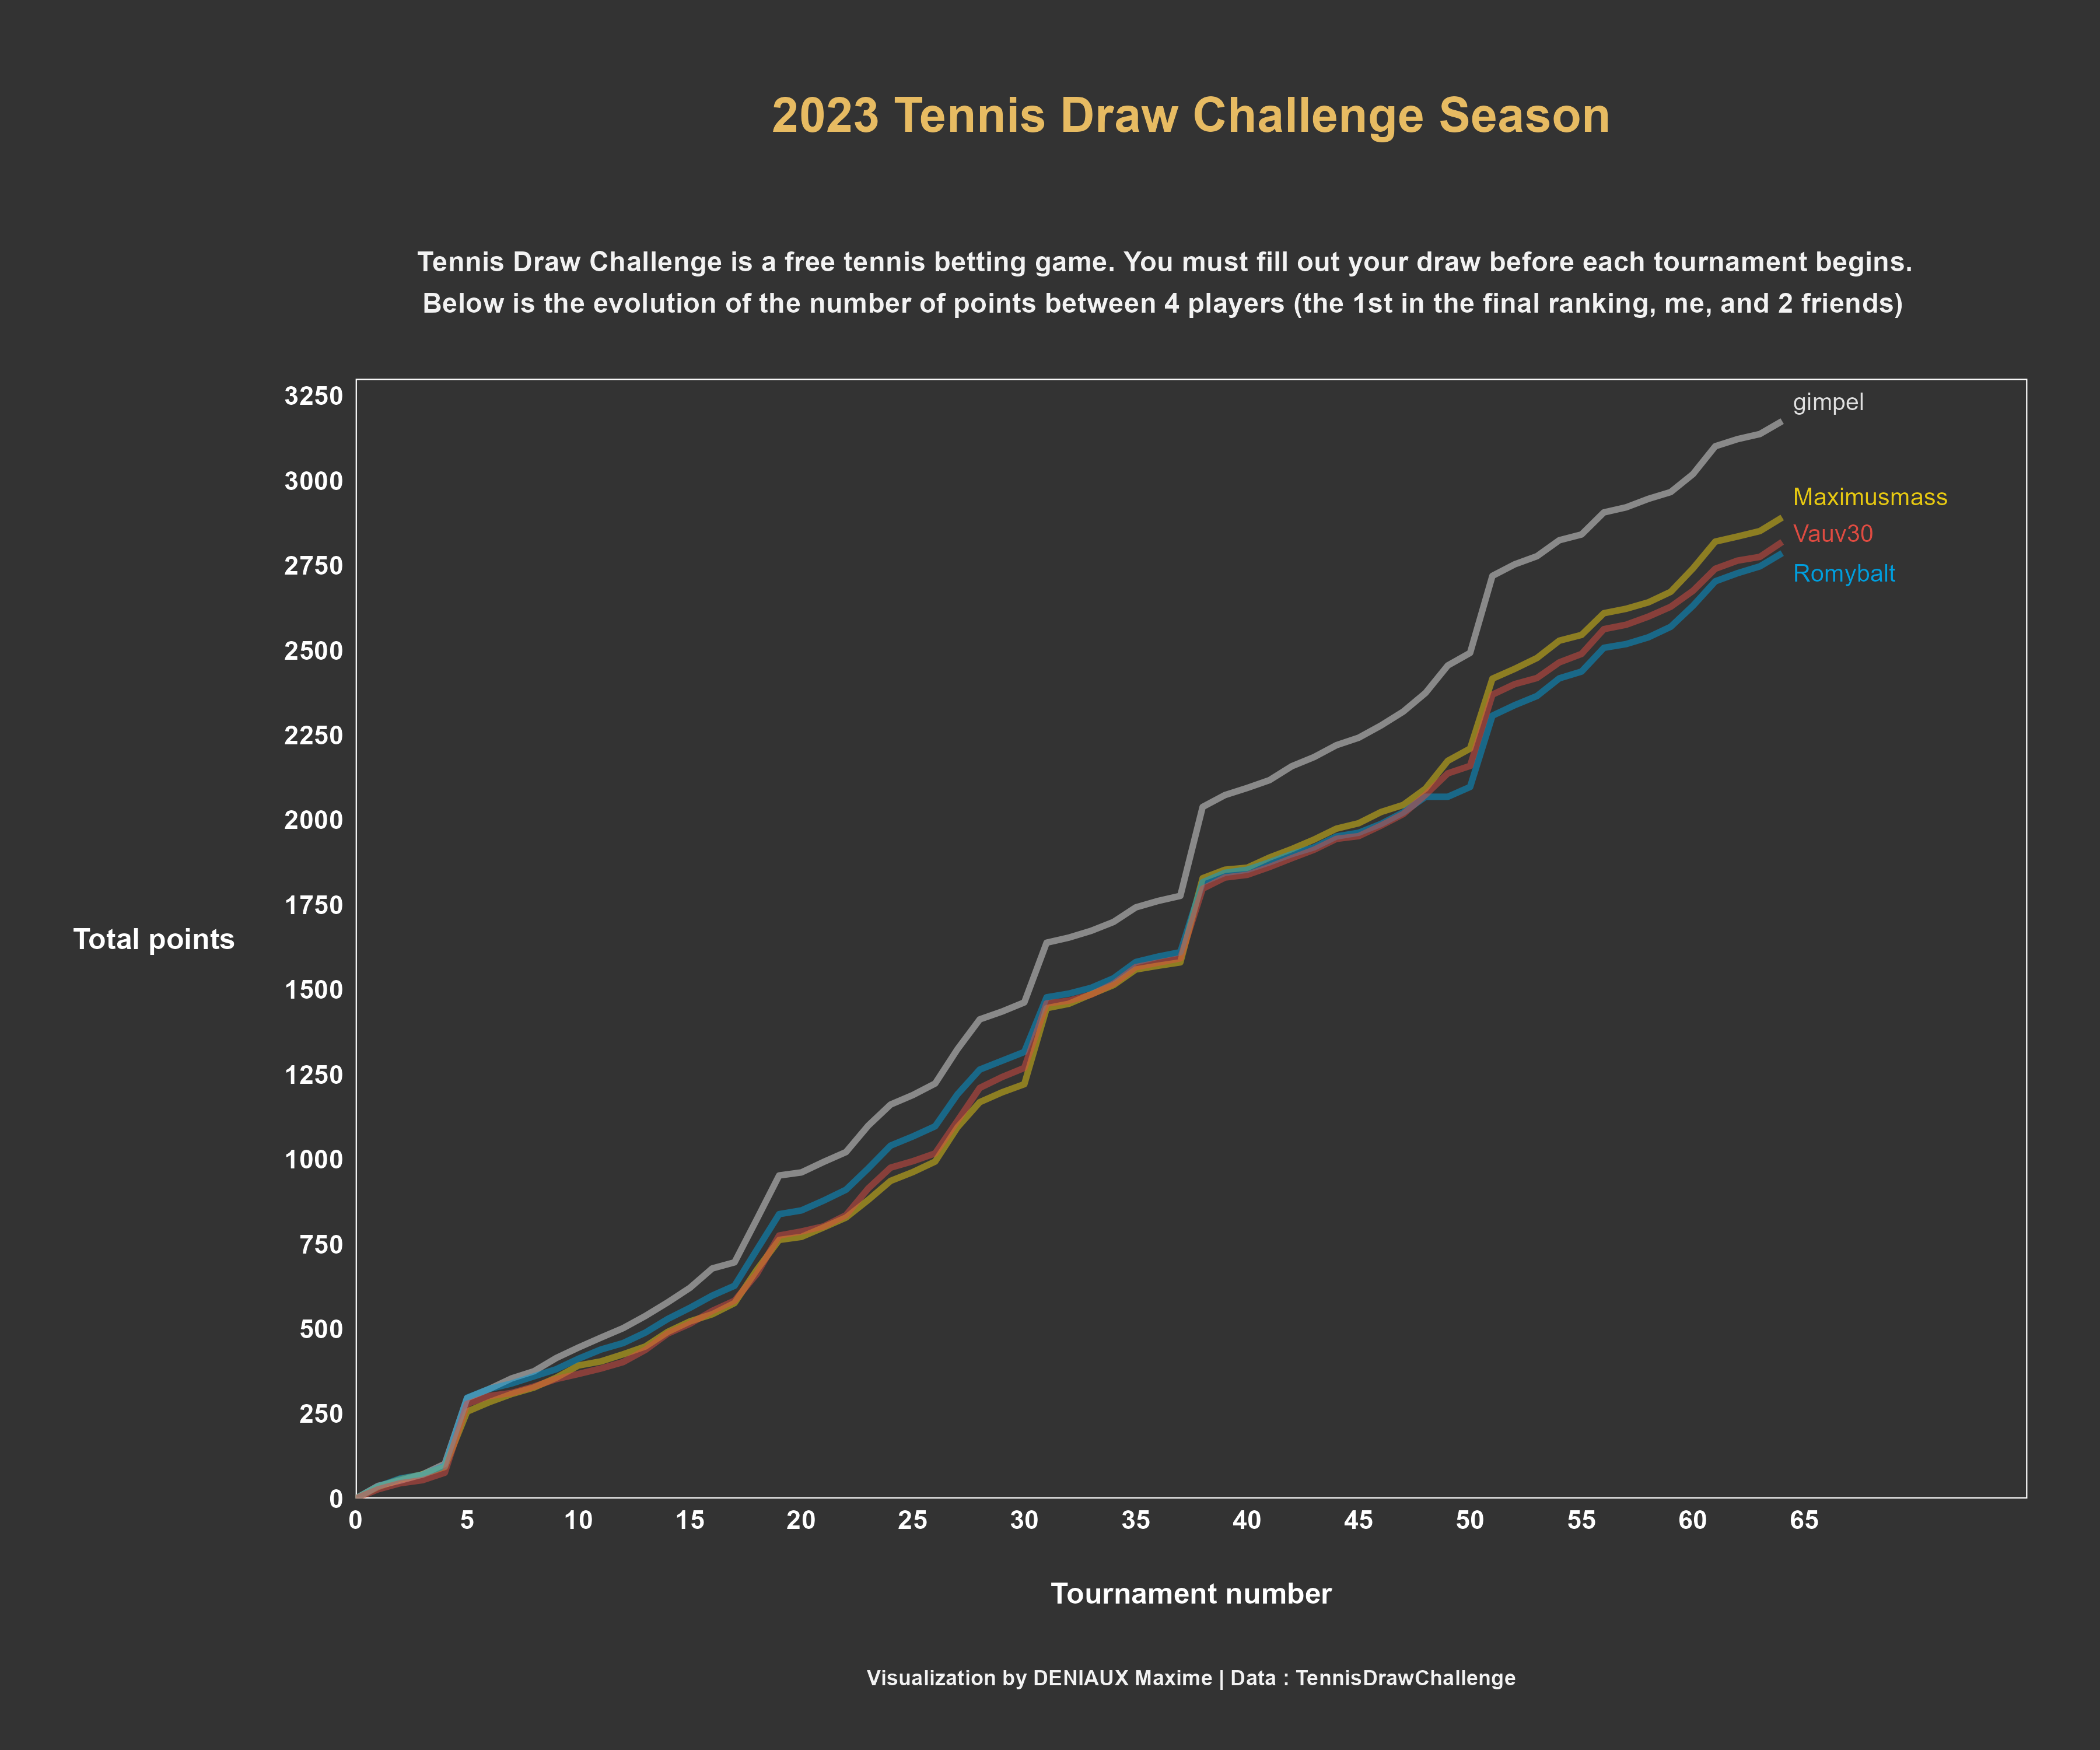 2023 Tennis Draw Challenge Season
Tennis Draw Challenge is a free tennis betting game. You must fill out your draw before each tournament begins.
Below is the evolution of the number of points between 4 players (the 1st in the final ranking, me, and 2 friends)
3250
3000
2750
2500
2250
2000
1750
1500
1250
1000
750
500
250
0
Total points
gimpel
Maximusmass
Vauv30
Romybalt
0 5 10 15 20 25 30 35 40 45 50 55 60 65
Tournament number
Visualization by DENIAUX Maxime | Data : TennisDrawChallenge